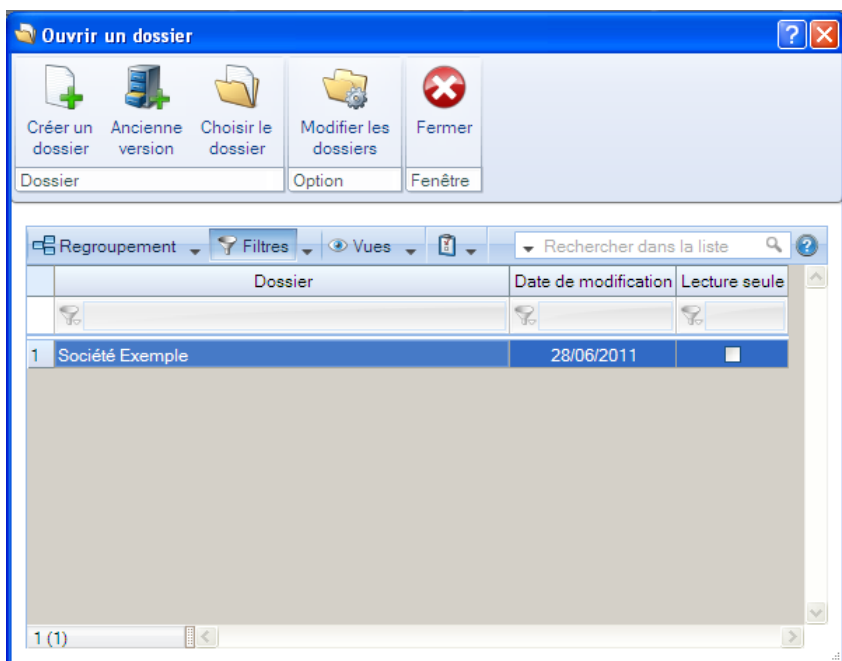 Ouvrir un dossier
Créer un Ancienne Choisir le Modifier les Fermer
dossier version dossier dossiers
Dossier Option Fenêtre
Regroupement Filtres Vues Rechercher dans la liste
Dossier Date de modification Lecture seule
1 Société Exemple 28/06/2011
1 (1)